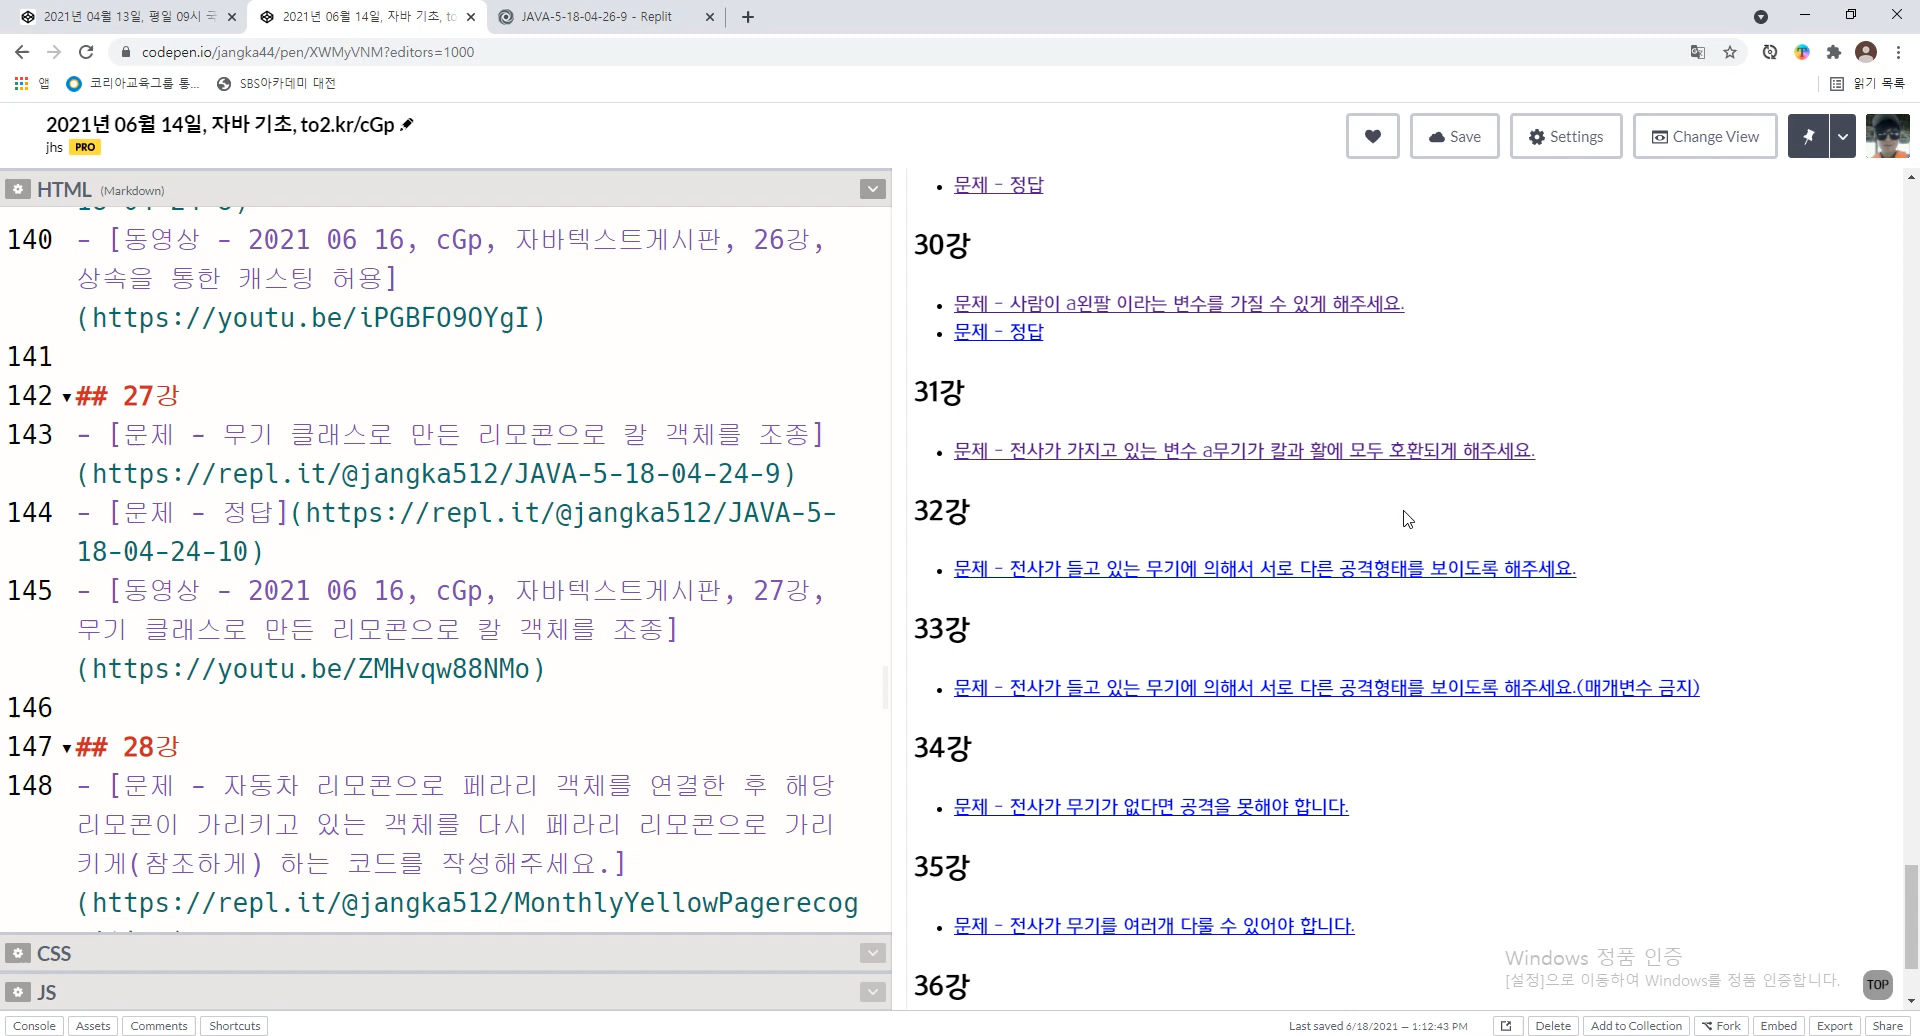 2021년 04월 13일, 평일 09시 국
2021년 06월 14일, 자바 기초, to
JAVA-5-18-04-26-9 - Replit
codepen.io/jangka44/pen/XWMyVNM?editors=1000
앱
코리아교육그룹 통...
SBS아카데미 대전
읽기 목록
2021년 06월 14일, 자바 기초, to2.kr/cGp
jhs PRO
Save
Settings
Change View
HTML (Markdown)
140 - [동영상 - 2021 06 16, cGp, 자바텍스트게시판, 26강,
상속을 통한 캐스팅 허용]
(https://youtu.be/iPGBFO9OYgI)
141
142 ## 27강
143 - [문제 - 무기 클래스로 만든 리모콘으로 칼 객체를 조종]
(https://repl.it/@jangka512/JAVA-5-18-04-24-9)
144 - [문제 - 정답](https://repl.it/@jangka512/JAVA-5-
18-04-24-10)
145 - [동영상 - 2021 06 16, cGp, 자바텍스트게시판, 27강,
무기 클래스로 만든 리모콘으로 칼 객체를 조종]
(https://youtu.be/ZMHvqw88NMo)
146
147 ## 28강
148 - [문제 - 자동차 리모콘으로 페라리 객체를 연결한 후 해당
리모콘이 가리키고 있는 객체를 다시 페라리 리모콘으로 가리
키게(참조하게) 하는 코드를 작성해주세요.]
(https://repl.it/@jangka512/MonthlyYellowPagerecog
CSS
JS
문제 - 정답
30강
문제 - 사람이 a왼팔 이라는 변수를 가질 수 있게 해주세요.
문제 - 정답
31강
문제 - 전사가 가지고 있는 변수 a무기가 칼과 활에 모두 호환되게 해주세요.
32강
문제 - 전사가 들고 있는 무기에 의해서 서로 다른 공격형태를 보이도록 해주세요.
33강
문제 - 전사가 들고 있는 무기에 의해서 서로 다른 공격형태를 보이도록 해주세요.(매개변수 금지)
34강
문제 - 전사가 무기가 없다면 공격을 못해야 합니다.
35강
문제 - 전사가 무기를 여러개 다룰 수 있어야 합니다.
36강
Windows 정품 인증
[설정]으로 이동하여 Windows를 정품 인증합니다.
TOP
Console
Assets
Comments
Shortcuts
Last saved 6/18/2021 — 1:12:43 PM
Delete
Add to Collection
Fork
Embed
Export
Share